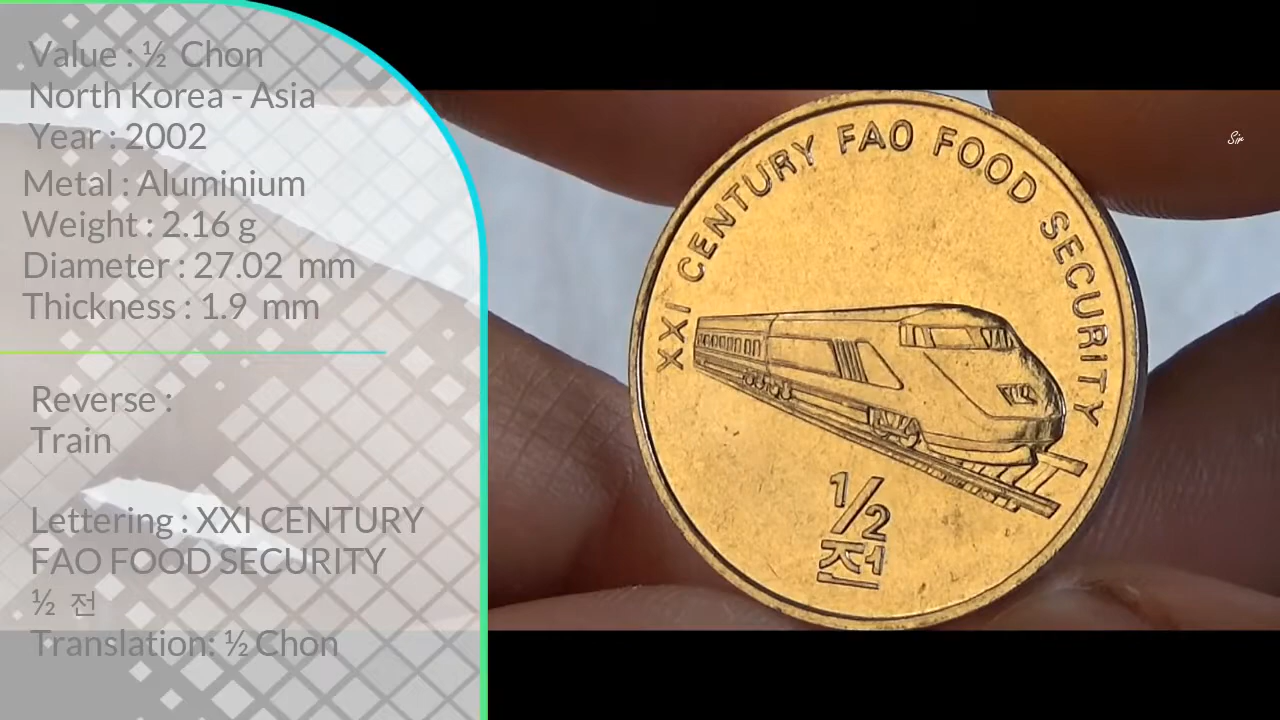 Value : ½ Chon
North Korea - Asia
Year : 2002
Metal : Aluminium
Weight : 2.16 g
Diameter : 27.02 mm
Thickness : 1.9 mm
Reverse :
Train
Lettering : XXI CENTURY
FAO FOOD SECURITY
½ 전
Translation: ½ Chon
XXI CENTURY FAO FOOD SECURITY
1/2
전
Sir